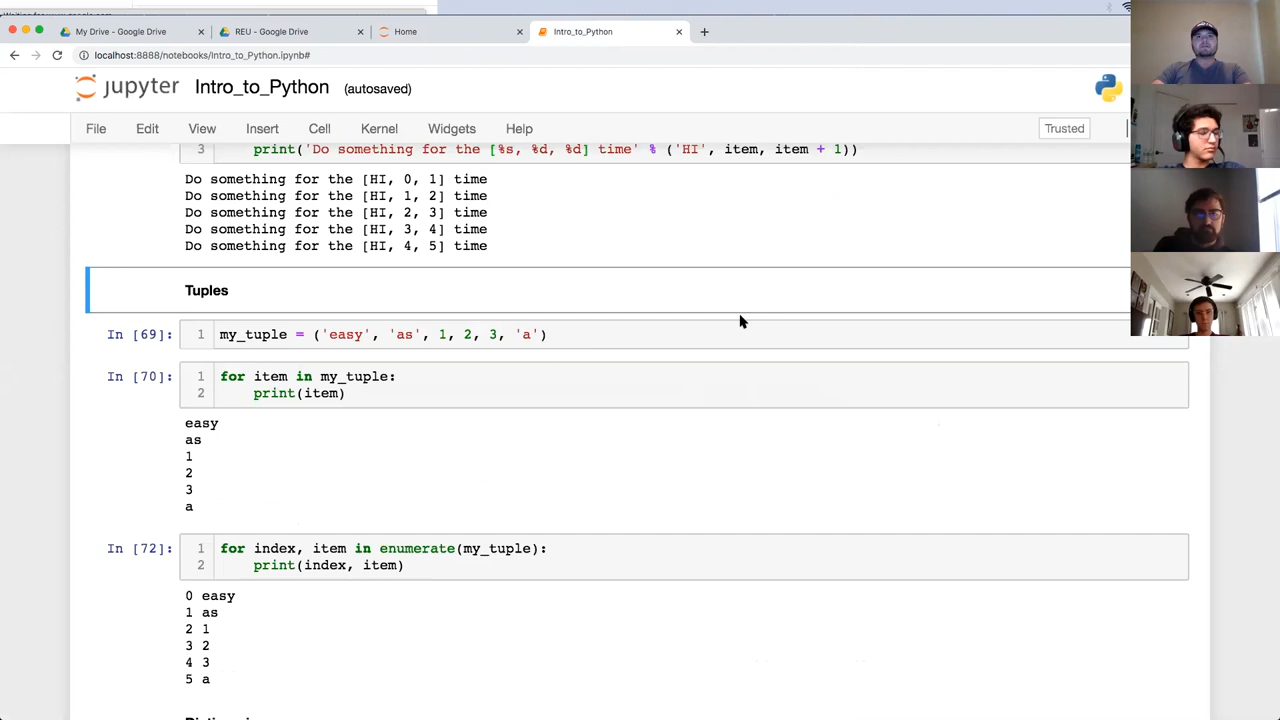 My Drive - Google Drive
REU - Google Drive
Home
Intro_to_Python
localhost:8888/notebooks/Intro_to_Python.ipynb#
jupyter Intro_to_Python (autosaved)
File Edit View Insert Cell Kernel Widgets Help Trusted
3 print('Do something for the [%s, %d, %d] time' % ('HI', item, item + 1))
Do something for the [HI, 0, 1] time
Do something for the [HI, 1, 2] time
Do something for the [HI, 2, 3] time
Do something for the [HI, 3, 4] time
Do something for the [HI, 4, 5] time
Tuples
In [69]: 1 my_tuple = ('easy', 'as', 1, 2, 3, 'a')
In [70]: 1 for item in my_tuple:
2 print(item)
easy
as
1
2
3
a
In [72]: 1 for index, item in enumerate(my_tuple):
2 print(index, item)
0 easy
1 as
2 1
3 2
4 3
5 a